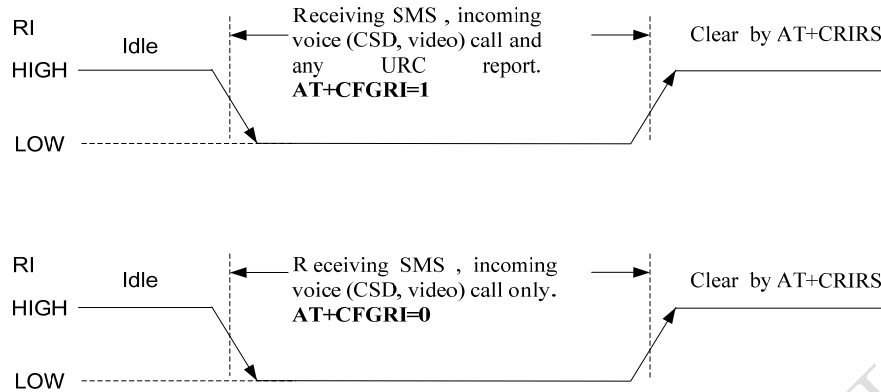 RI
Idle
Receiving SMS , incoming
voice (CSD, video) call and
any URC report.
AT+CFGRI=1
Clear by AT+CRIRS
HIGH
LOW
RI
Idle
R eceiving SMS , incoming
voice (CSD, video) call only.
AT+CFGRI=0
Clear by AT+CRIRS
HIGH
LOW